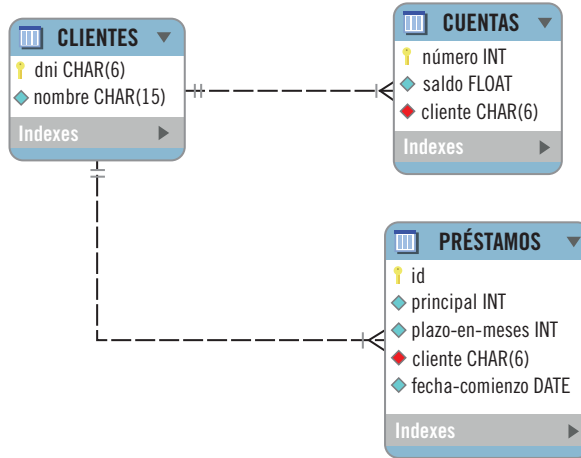 CLIENTES
dni CHAR(6)
nombre CHAR(15)
Indexes
CUENTAS
número INT
saldo FLOAT
cliente CHAR(6)
Indexes
PRÉSTAMOS
id
principal INT
plazo-en-meses INT
cliente CHAR(6)
fecha-comienzo DATE
Indexes